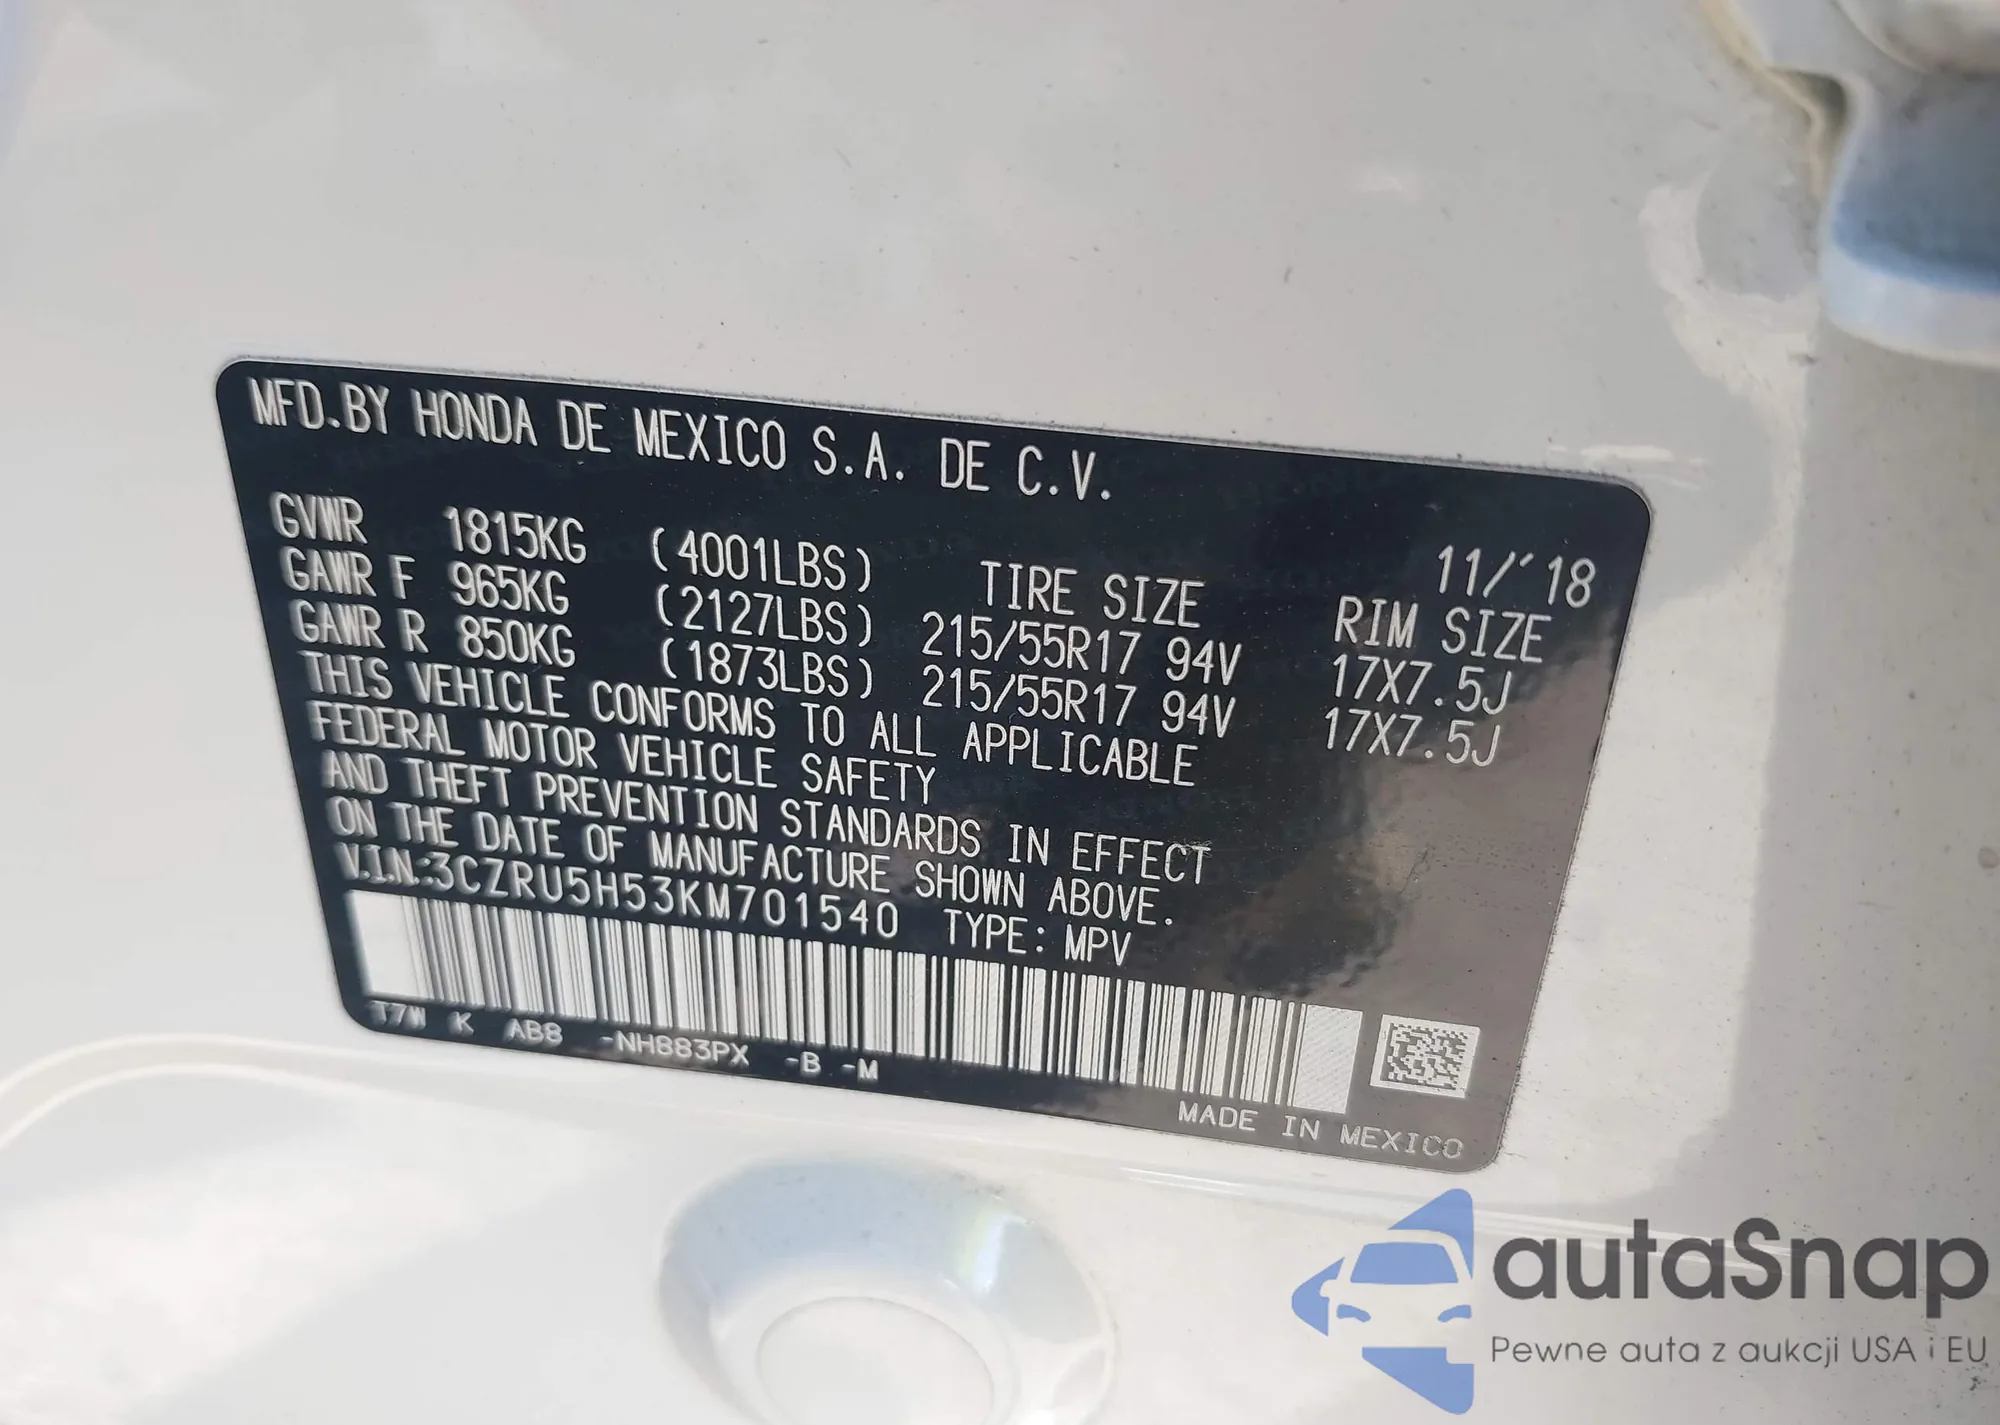 MFD.BY HONDA DE MEXICO S.A. DE C.V.
11/'18
GVWR 1815KG (4001LBS) TIRE SIZE RIM SIZE
GAWR F 965KG (2127LBS) 215/55R17 94V 17X7.5J
GAWR R 850KG (1873LBS) 215/55R17 94V 17X7.5J
THIS VEHICLE CONFORMS TO ALL APPLICABLE
FEDERAL MOTOR VEHICLE SAFETY
AND THEFT PREVENTION STANDARDS IN EFFECT
ON THE DATE OF MANUFACTURE SHOWN ABOVE.
V.I.N.:3CZRU5H53KM701540 TYPE: MPV
T7W K AB8 -NH883PX -B -M
MADE IN MEXICO
autaSnap
Pewne auta z aukcji USA i EU